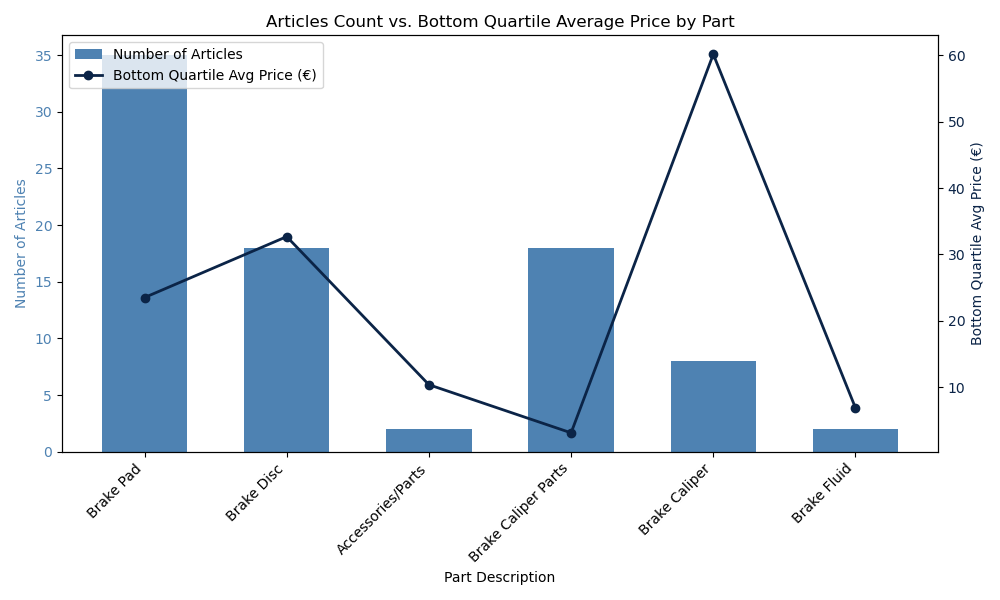 Articles Count vs. Bottom Quartile Average Price by Part
Number of Articles
Bottom Quartile Avg Price (€)
35
30
25
20
15
10
5
0
Number of Articles
60
50
40
30
20
10
Bottom Quartile Avg Price (€)
Brake Pad
Brake Disc
Accessories/Parts
Brake Caliper Parts
Brake Caliper
Brake Fluid
Part Description